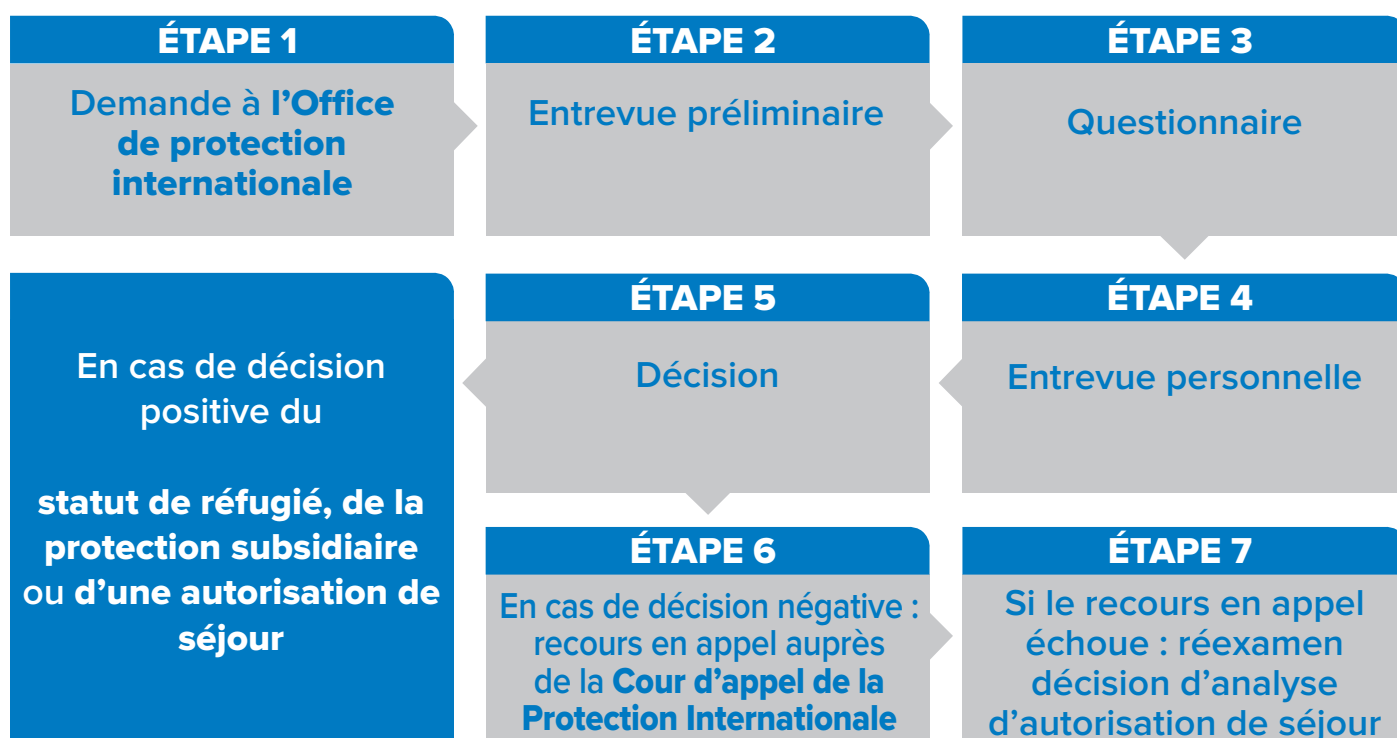 ÉTAPE 1
Demande à l’Office
de protection
internationale
ÉTAPE 2
Entrevue préliminaire
ÉTAPE 3
Questionnaire
ÉTAPE 4
Entrevue personnelle
ÉTAPE 5
Décision
En cas de décision
positive du
statut de réfugié, de la
protection subsidiaire
ou d’une autorisation de
séjour
ÉTAPE 6
En cas de décision négative :
recours en appel auprès
de la Cour d’appel de la
Protection Internationale
ÉTAPE 7
Si le recours en appel
échoue : réexamen
décision d’analyse
d’autorisation de séjour